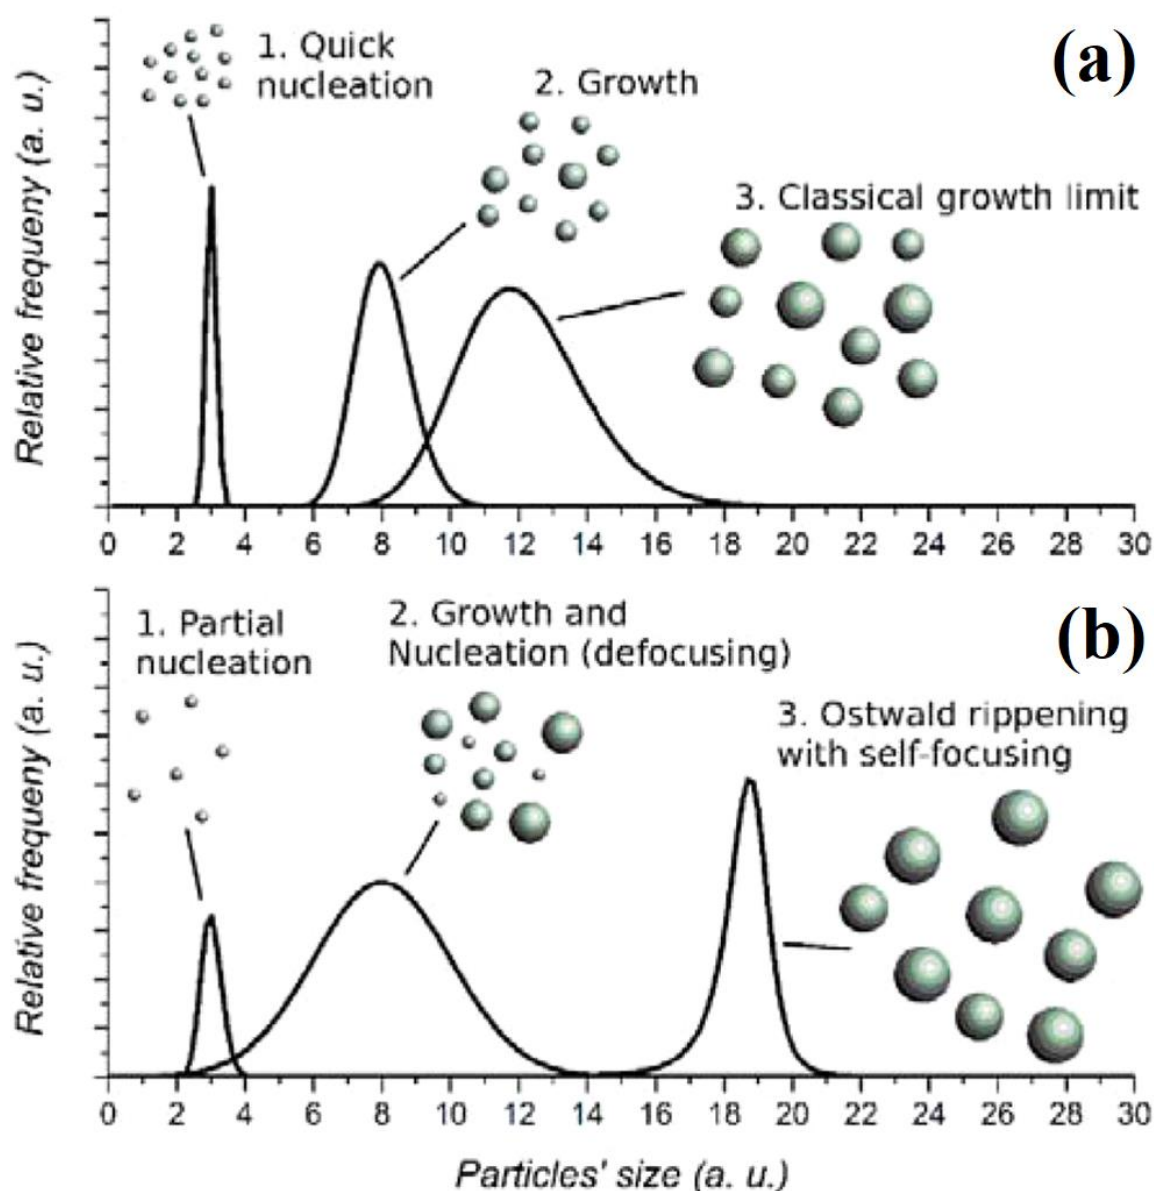 (a)
1. Quick
nucleation
2. Growth
3. Classical growth limit
Relative frequeny (a. u.)
0 2 4 6 8 10 12 14 16 18 20 22 24 26 28 30
(b)
1. Partial
nucleation
2. Growth and
Nucleation (defocusing)
3. Ostwald rippening
with self-focusing
Relative frequeny (a. u.)
0 2 4 6 8 10 12 14 16 18 20 22 24 26 28 30
Particles' size (a. u.)